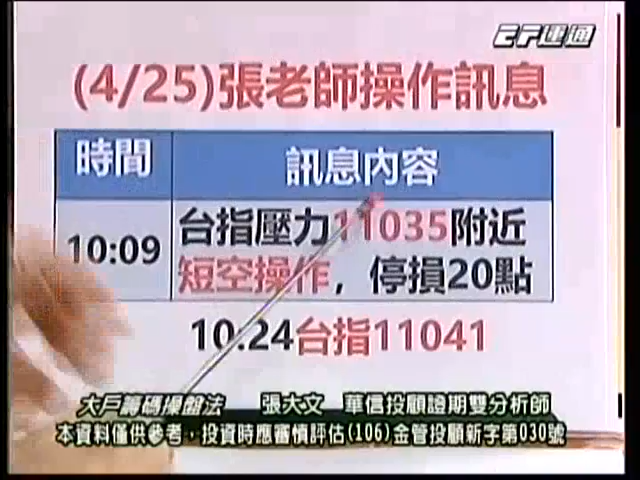 EF運通
(4/25)張老師操作訊息
時間 訊息內容
10:09 台指壓力11035附近
短空操作，停損20點
10:24台指11041
大戶籌碼操盤法 張大文 華信投顧證期雙分析師
本資料僅供參考，投資時應審慎評估(106)金管投顧新字第030號